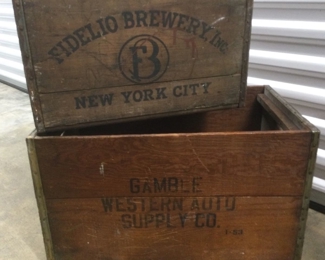 FIDELIO BREWERY, INC.
FB
NEW YORK CITY
GAMBLE
WESTERN AUTO
SUPPLY CO.